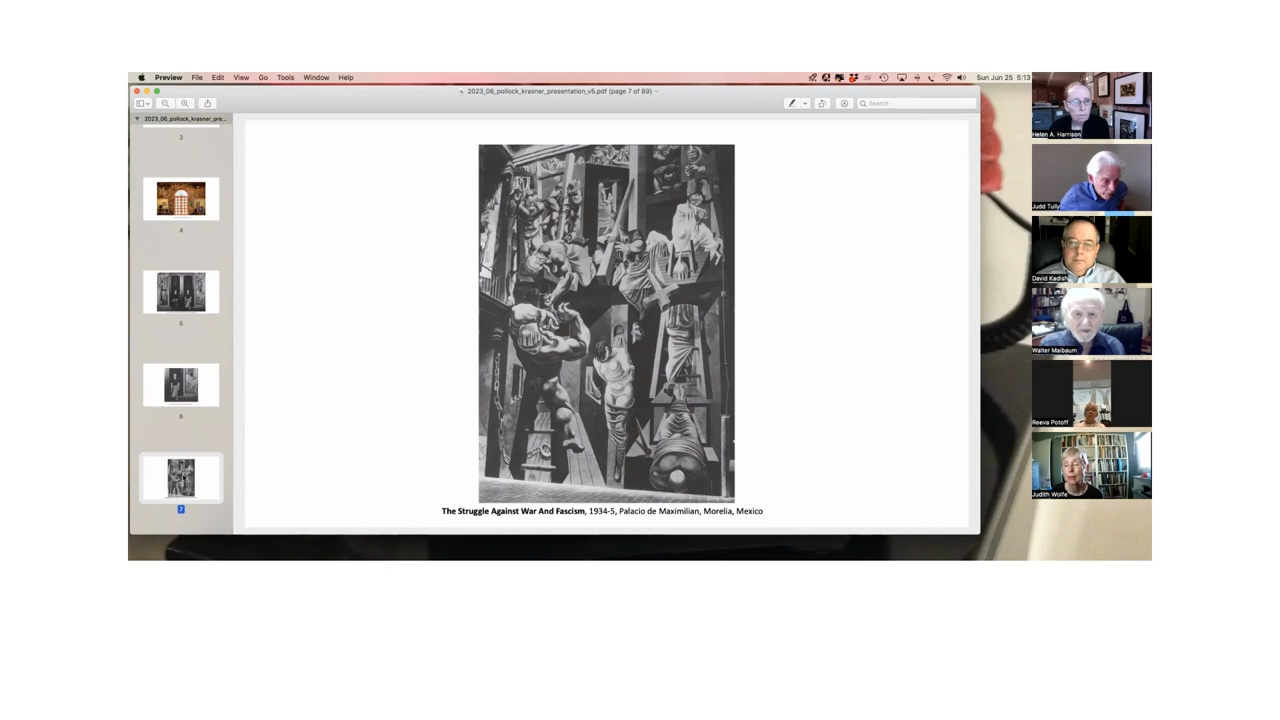 Preview File Edit View Go Tools Window Help
Sun Jun 25 5:13
2023_06_pollock_krasner_presentation_v5.pdf (page 7 of 89)
Search
2023_06_pollock_krasner_pre...
3
4
5
6
7
The Struggle Against War And Fascism, 1934-5, Palacio de Maximilian, Morelia, Mexico
Helen A. Harrison
Judd Tully
David Kadish
Walter Maibaum
Reeva Potoff
Judith Wolfe